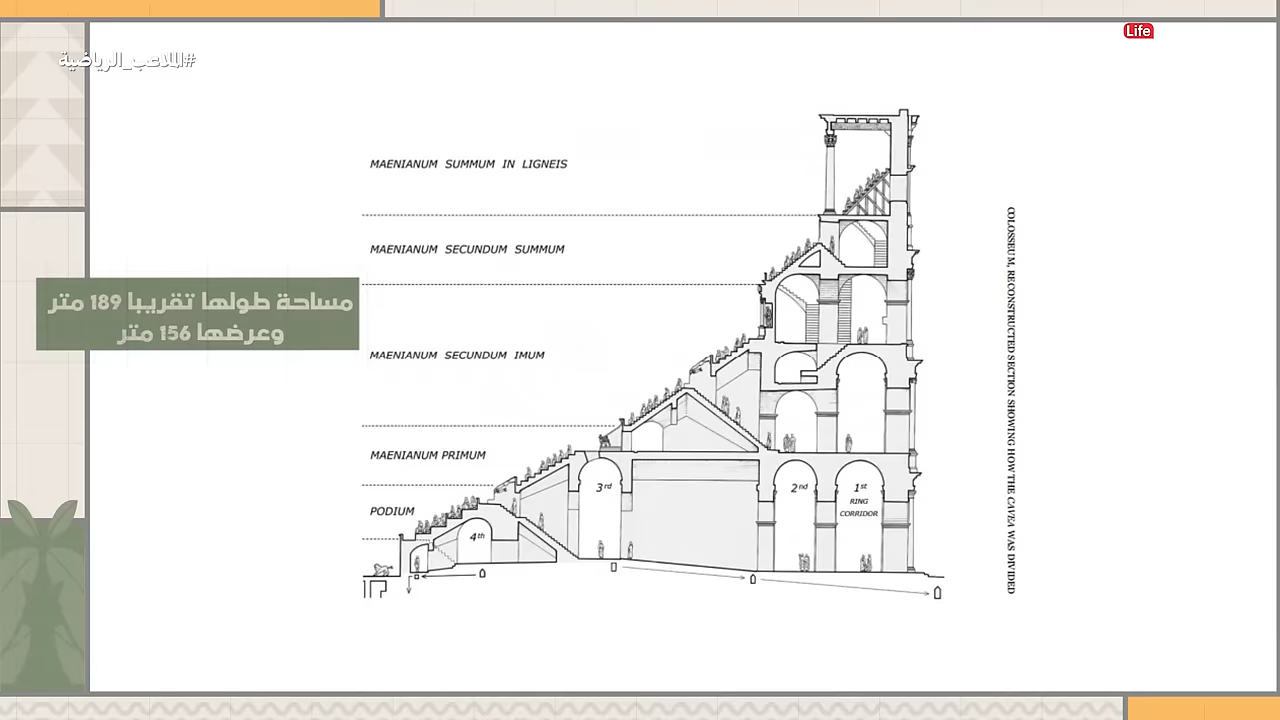 Life
#الملاعب_الرياضية
MAENIANUM SUMMUM IN LIGNEIS
MAENIANUM SECUNDUM SUMMUM
مساحة طولها تقريبا 189 متر
وعرضها 156 متر
MAENIANUM SECUNDUM IMUM
MAENIANUM PRIMUM
PODIUM
4th
3rd
2nd
1st
RING
CORRIDOR
COLOSSEUM, RECONSTRUCTED SECTION SHOWING HOW THE CAVEA WAS DIVIDED